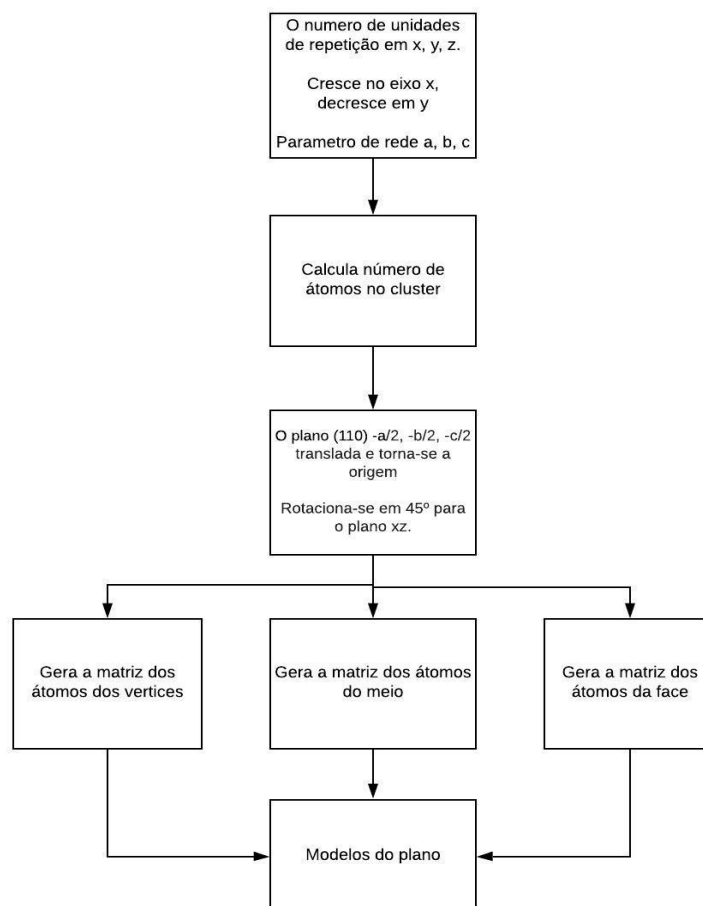 O numero de unidades
de repetição em x, y, z.
Cresce no eixo x,
decresce em y
Parametro de rede a, b, c
Calcula número de
átomos no cluster
O plano (110) -a/2, -b/2, -c/2
translada e torna-se a
origem
Rotaciona-se em 45º para
o plano xz.
Gera a matriz dos
átomos dos vertices
Gera a matriz dos átomos
do meio
Gera a matriz dos
átomos da face
Modelos do plano